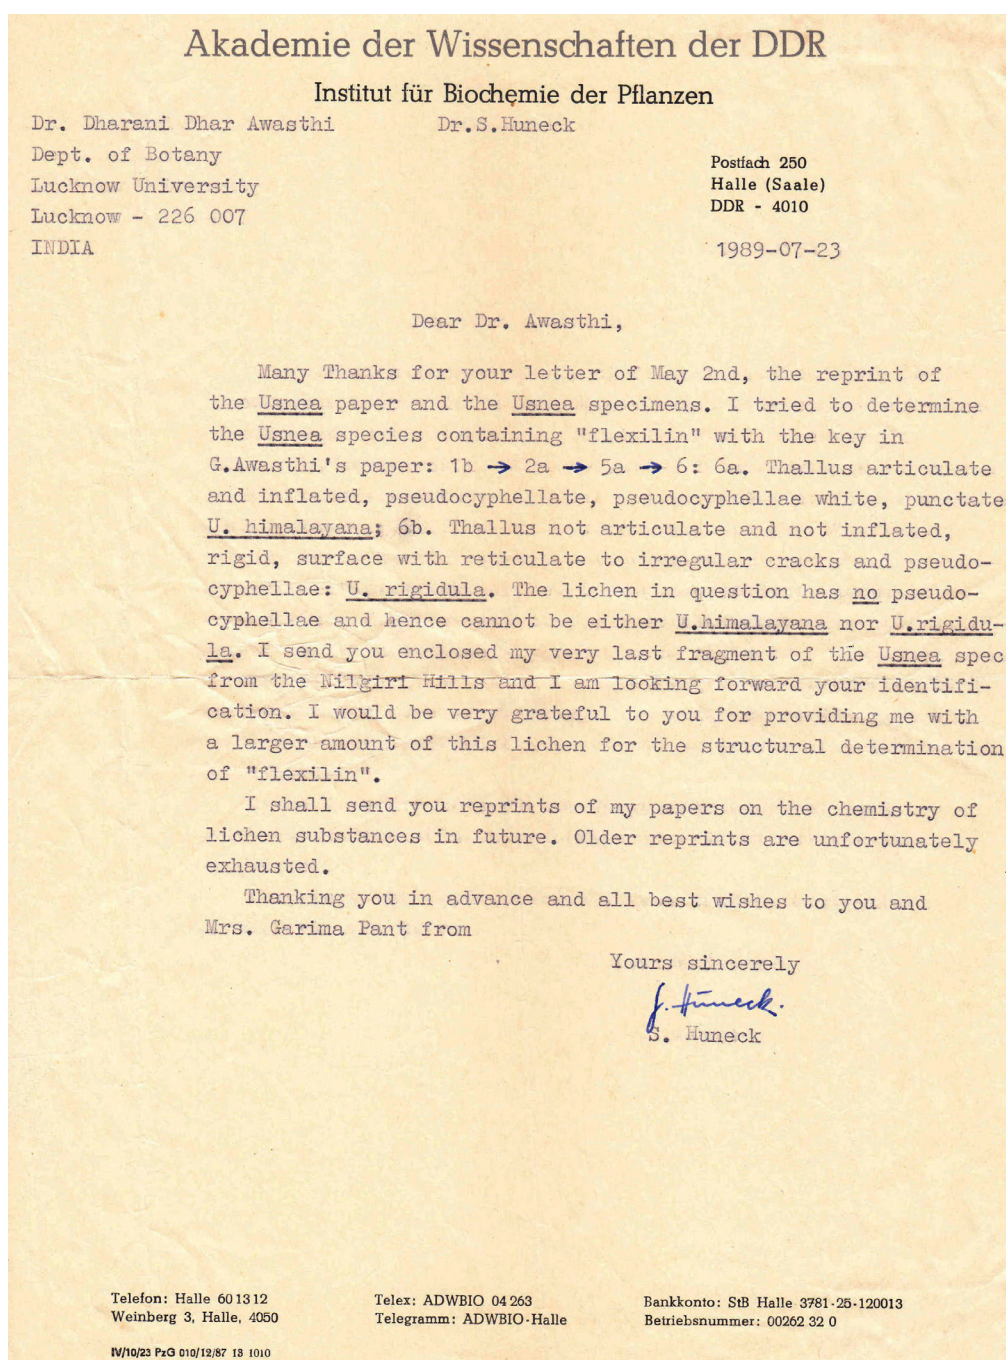 Akademie der Wissenschaften der DDR
Institut für Biochemie der Pflanzen
Dr. Dharani Dhar Awasthi
Dept. of Botany
Lucknow University
Lucknow - 226 007
INDIA
Dr.S.Huneck
Postfach 250
Halle (Saale)
DDR - 4010
1989-07-23
Dear Dr. Awasthi,
Many Thanks for your letter of May 2nd, the reprint of
the Usnea paper and the Usnea specimens. I tried to determine
the Usnea species containing "flexilin" with the key in
G.Awasthi's paper: 1b → 2a → 5a → 6: 6a. Thallus articulate
and inflated, pseudocyphellate, pseudocyphellae white, punctate
U. himalayana; 6b. Thallus not articulate and not inflated,
rigid, surface with reticulate to irregular cracks and pseudo-
cyphellae: U. rigidula. The lichen in question has no pseudo-
cyphellae and hence cannot be either U.himalayana nor U.rigidu-
la. I send you enclosed my very last fragment of the Usnea spec
from the Nilgiri Hills and I am looking forward your identifi-
cation. I would be very grateful to you for providing me with
a larger amount of this lichen for the structural determination
of "flexilin".
I shall send you reprints of my papers on the chemistry of
lichen substances in future. Older reprints are unfortunately
exhausted.
Thanking you in advance and all best wishes to you and
Mrs. Garima Pant from
Yours sincerely
S. Huneck.
S. Huneck
Telefon: Halle 60 13 12
Weinberg 3, Halle, 4050
Telex: ADWBIO 04 263
Telegramm: ADWBIO-Halle
Bankkonto: StB Halle 3781-25-120013
Betriebsnummer: 00262 32 0
IV/10/23 PzG 010/12/87 13 1010